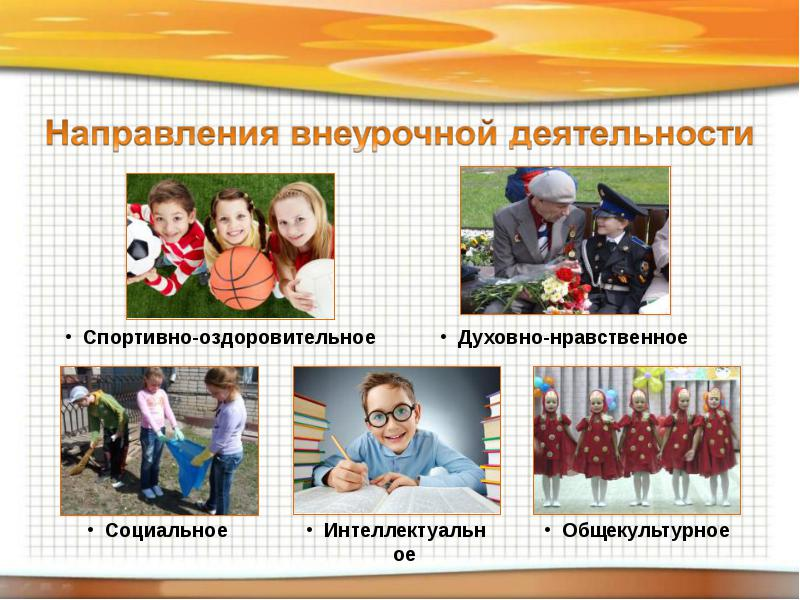 Направления внеурочной деятельности
• Спортивно-оздоровительное
• Духовно-нравственное
• Социальное
• Интеллектуальн
ое
• Общекультурное